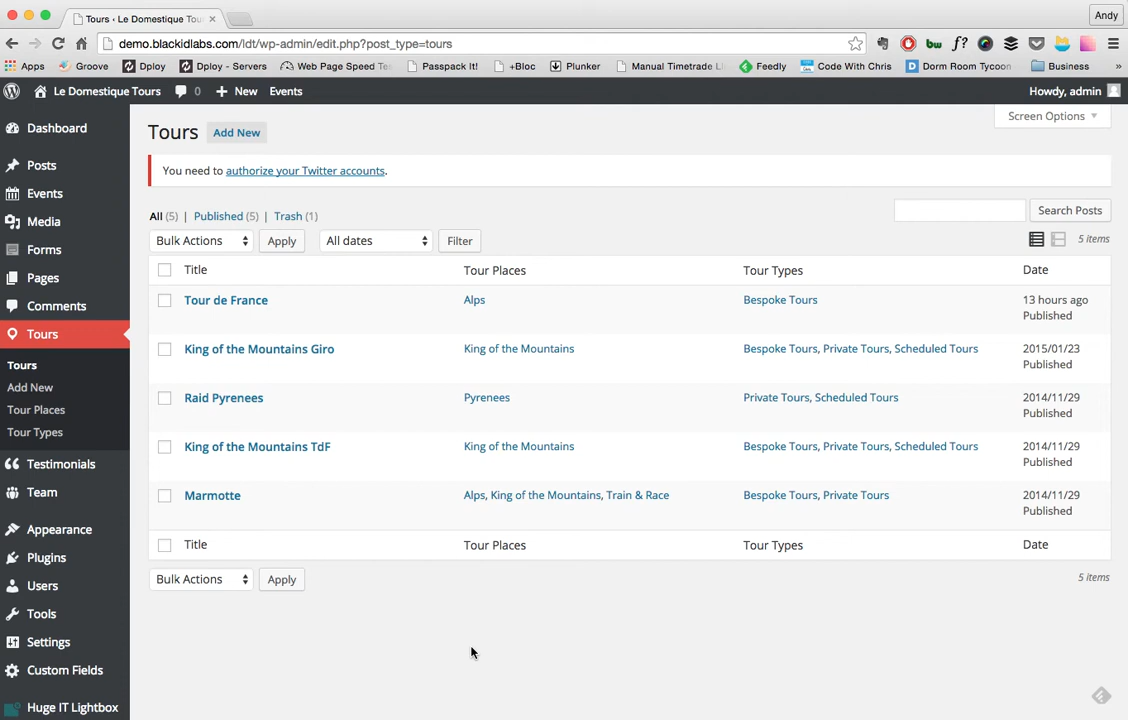 Tours ‹ Le Domestique Tou
Andy
demo.blackidlabs.com/ldt/wp-admin/edit.php?post_type=tours
Apps Groove Dploy Dploy - Servers Web Page Speed Te Passpack It! +Bloc Plunker Manual Timetrade L Feedly Code With Chris Dorm Room Tycoon Business »
Le Domestique Tours 0 + New Events Howdy, admin
Dashboard
Posts
Events
Media
Forms
Pages
Comments
Tours
Tours
Add New
Tour Places
Tour Types
Testimonials
Team
Appearance
Plugins
Users
Tools
Settings
Custom Fields
Huge IT Lightbox
Screen Options
Tours Add New
You need to authorize your Twitter accounts.
All (5) | Published (5) | Trash (1)
Search Posts
Bulk Actions Apply All dates Filter
5 items
Title Tour Places Tour Types Date
Tour de France Alps Bespoke Tours 13 hours ago
Published
King of the Mountains Giro King of the Mountains Bespoke Tours, Private Tours, Scheduled Tours 2015/01/23
Published
Raid Pyrenees Pyrenees Private Tours, Scheduled Tours 2014/11/29
Published
King of the Mountains TdF King of the Mountains Bespoke Tours, Private Tours, Scheduled Tours 2014/11/29
Published
Marmotte Alps, King of the Mountains, Train & Race Bespoke Tours, Private Tours 2014/11/29
Published
Title Tour Places Tour Types Date
Bulk Actions Apply 5 items